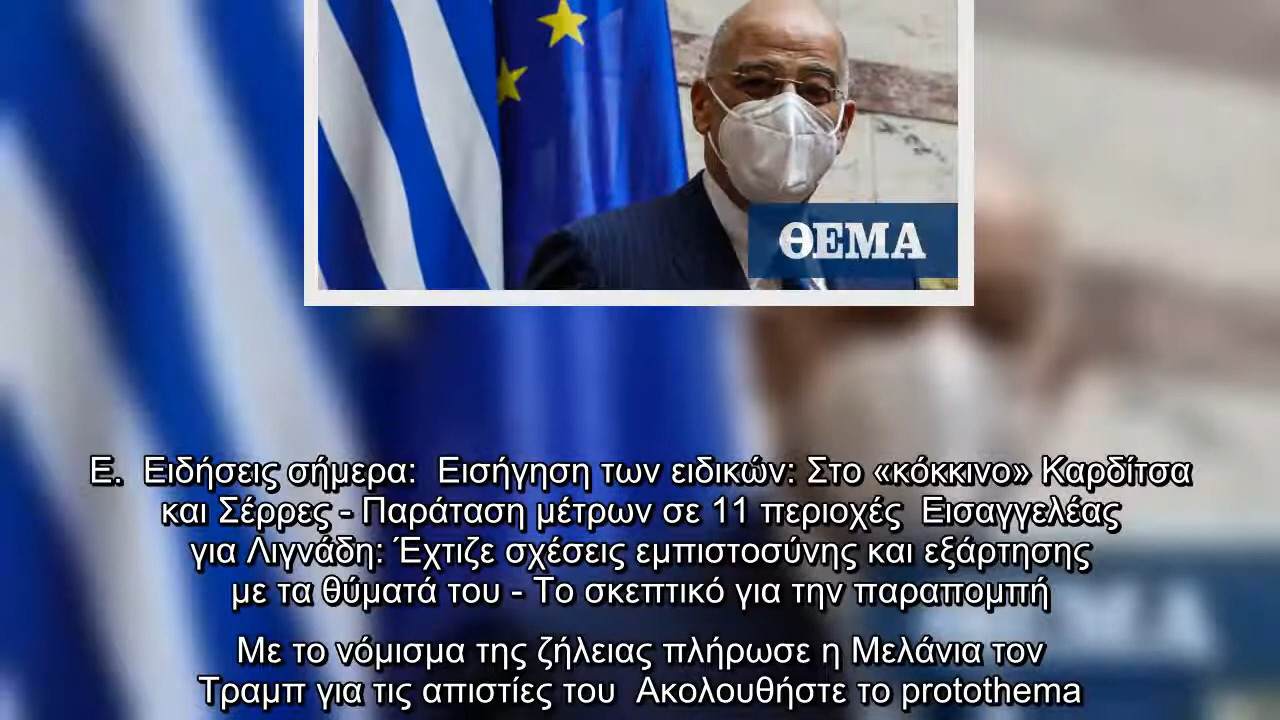 ΘΕΜΑ
Ε.  Ειδήσεις σήμερα:  Εισήγηση των ειδικών: Στο «κόκκινο» Καρδίτσα
και Σέρρες - Παράταση μέτρων σε 11 περιοχές  Εισαγγελέας
για Λιγνάδη: Έχτιζε σχέσεις εμπιστοσύνης και εξάρτησης
με τα θύματά του - Το σκεπτικό για την παραπομπή
Με το νόμισμα της ζήλειας πλήρωσε η Μελάνια τον
Τραμπ για τις απιστίες του  Ακολουθήστε το protothema